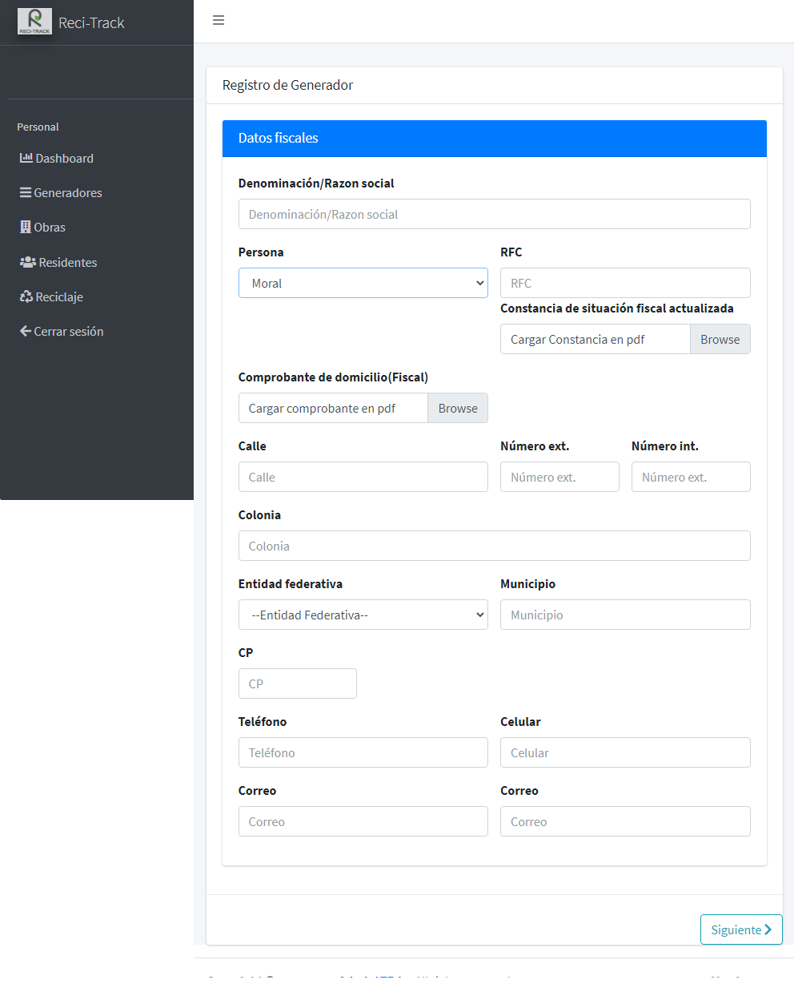 RECI-TRACK
Reci-Track
Personal
Dashboard
Generadores
Obras
Residentes
Reciclaje
Cerrar sesión
Registro de Generador
Datos fiscales
Denominación/Razon social
Denominación/Razon social
Persona RFC
Moral RFC
Constancia de situación fiscal actualizada
Cargar Constancia en pdf Browse
Comprobante de domicilio(Fiscal)
Cargar comprobante en pdf Browse
Calle Número ext. Número int.
Calle Número ext. Número ext.
Colonia
Colonia
Entidad federativa Municipio
--Entidad Federativa-- Municipio
CP
CP
Teléfono Celular
Teléfono Celular
Correo Correo
Correo Correo
Siguiente